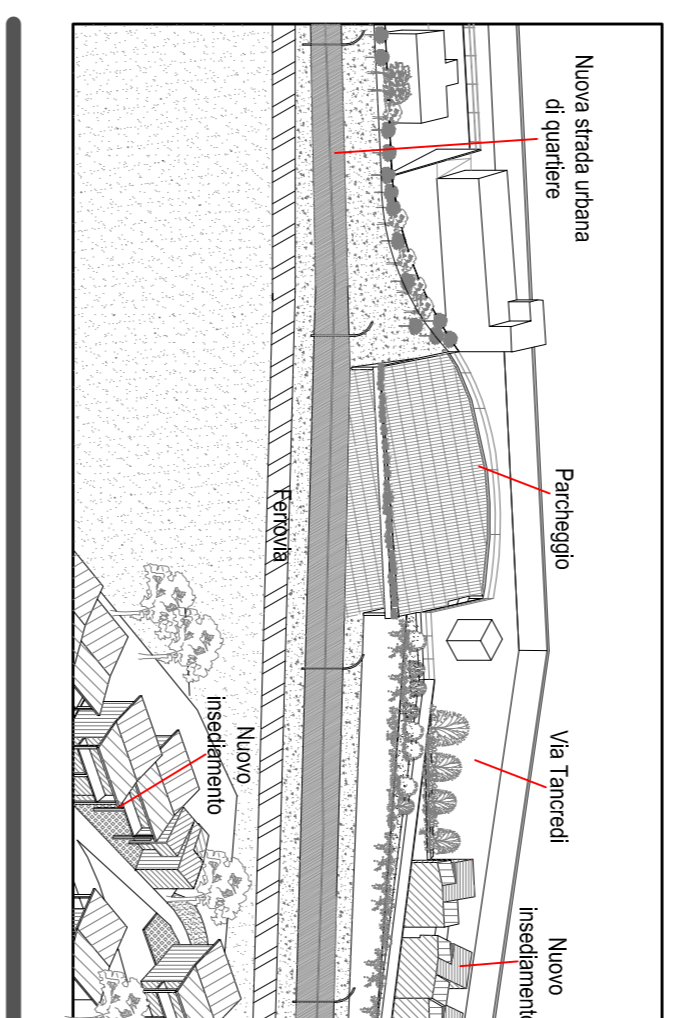 Nuova strada urbana
di quartiere
Parcheggio
Ferrovia
Via Tancredi
Nuovo
insediamento
Nuovo
insediamento